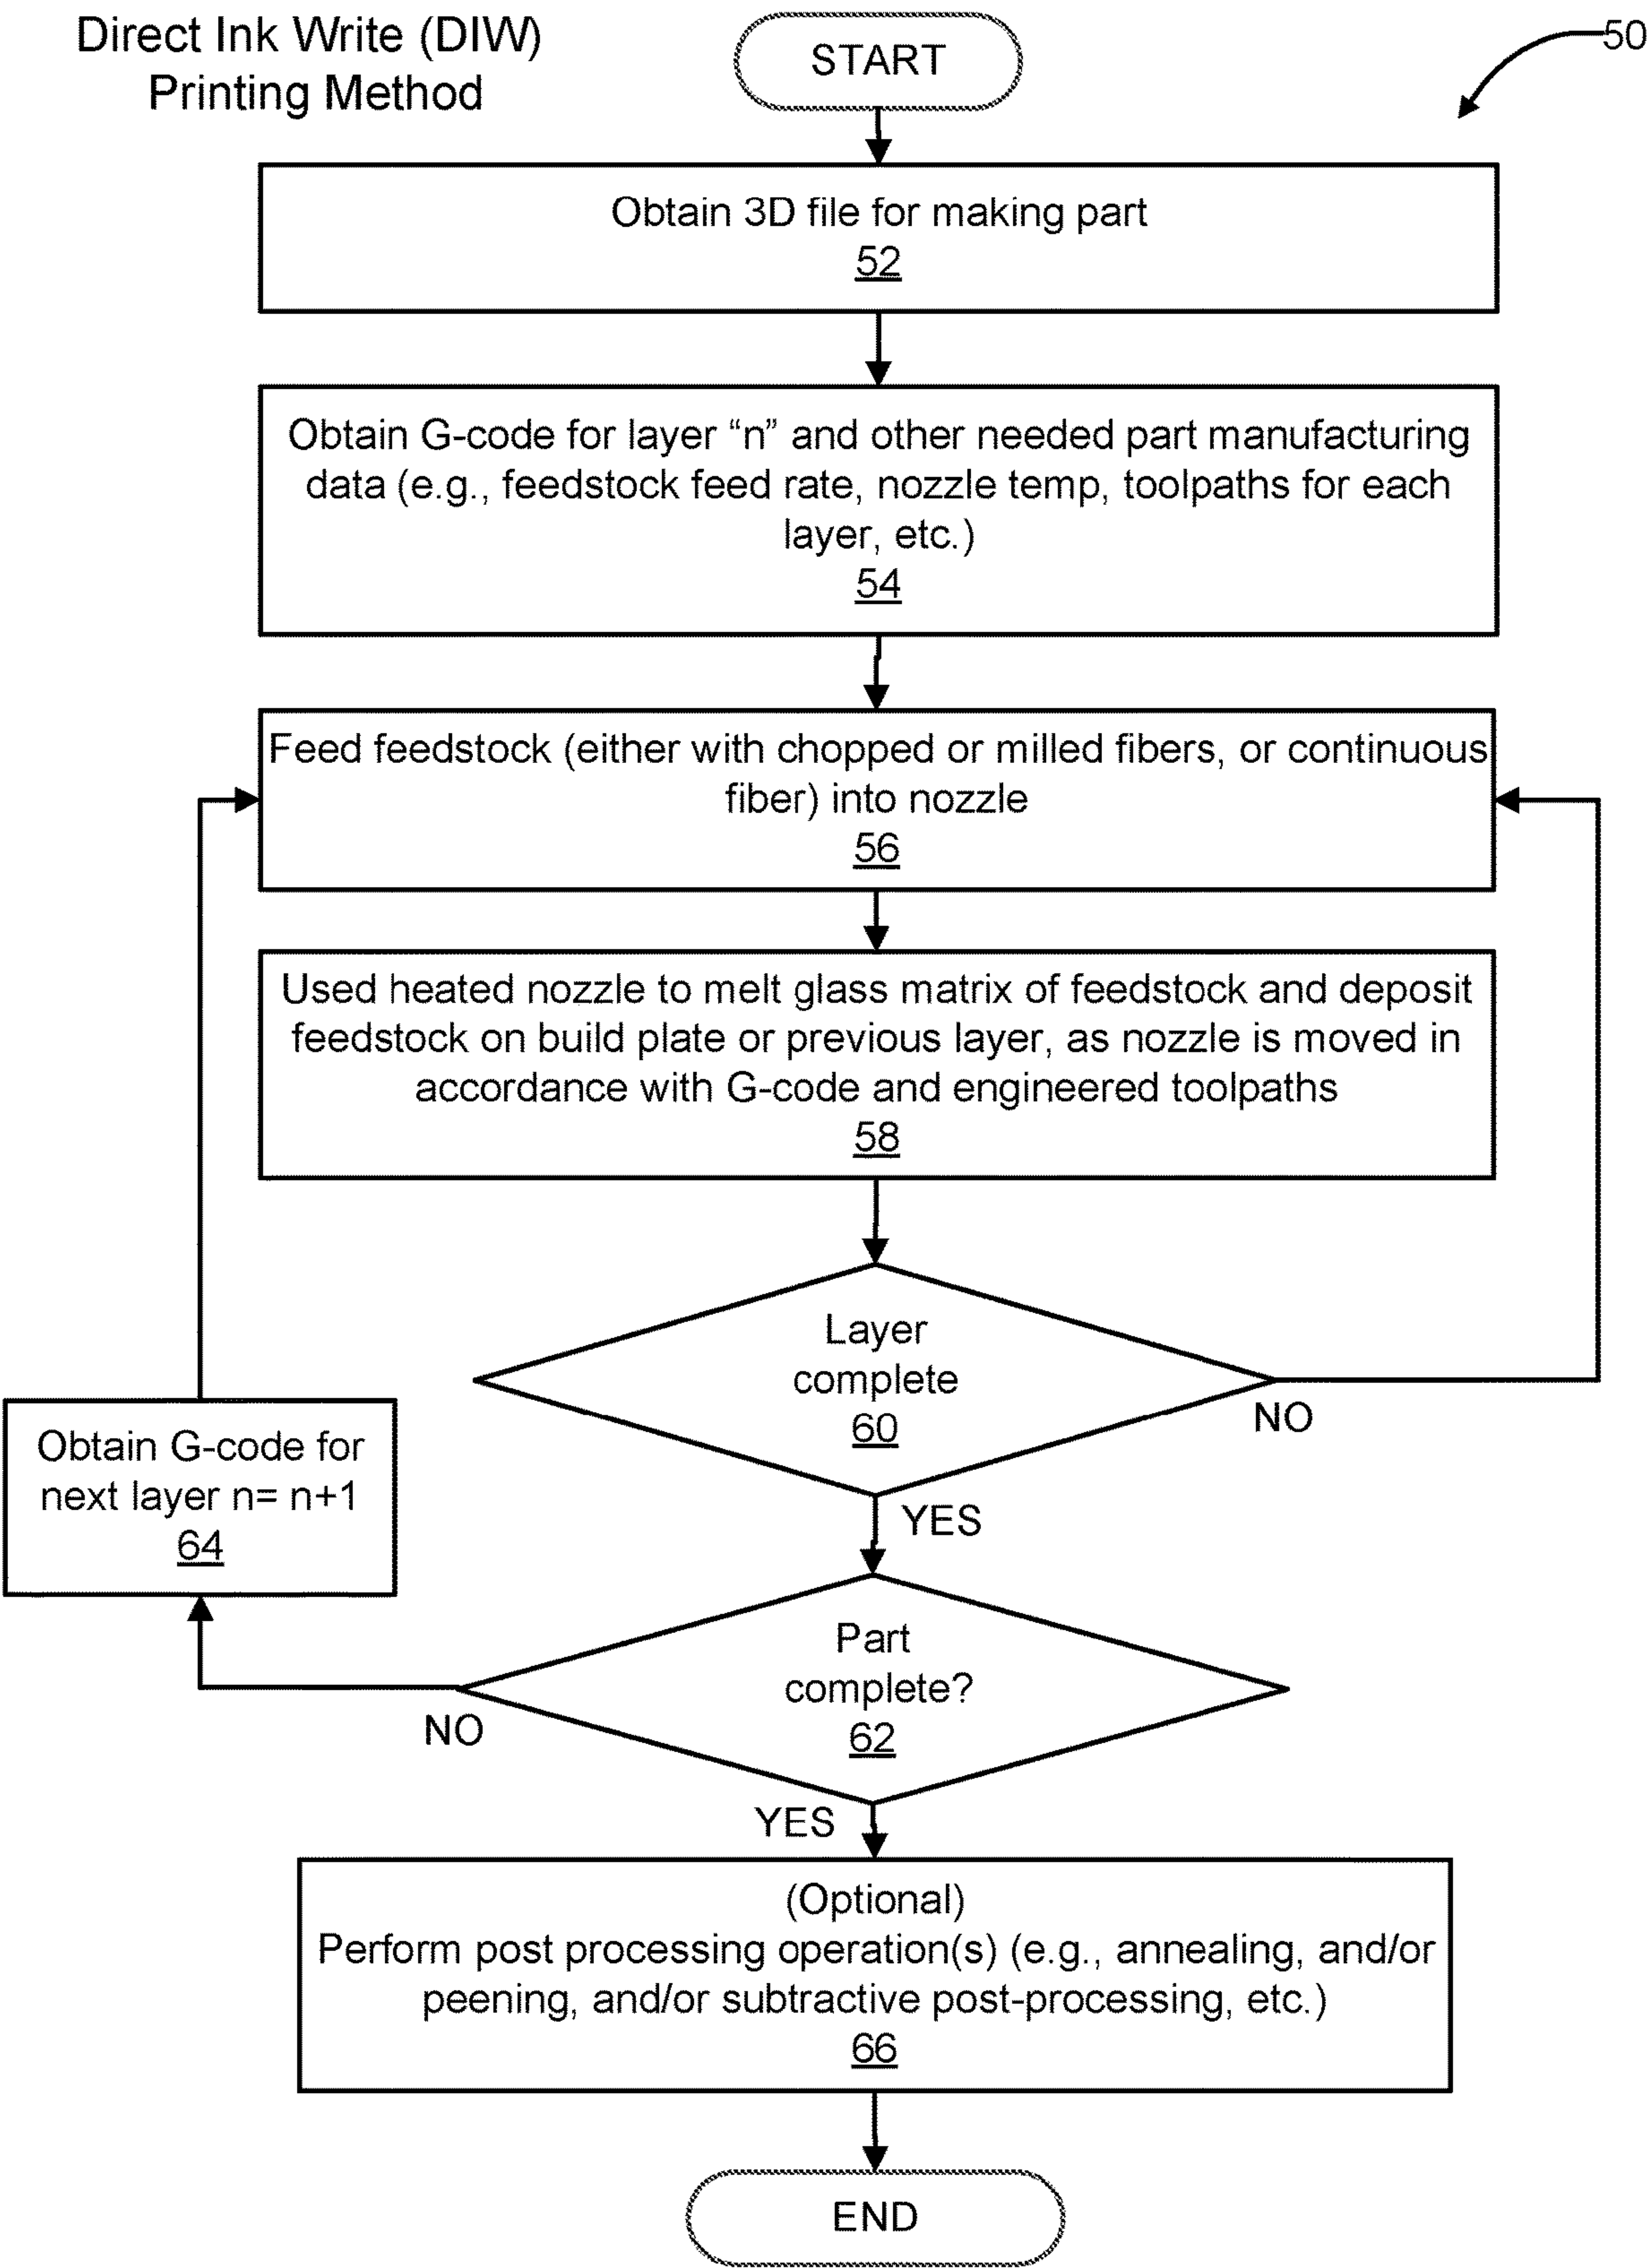 Direct Ink Write (DIW)
Printing Method
START
50
Obtain 3D file for making part
52
Obtain G-code for layer “n” and other needed part manufacturing
data (e.g., feedstock feed rate, nozzle temp, toolpaths for each
layer, etc.)
54
Feed feedstock (either with chopped or milled fibers, or continuous
fiber) into nozzle
56
Used heated nozzle to melt glass matrix of feedstock and deposit
feedstock on build plate or previous layer, as nozzle is moved in
accordance with G-code and engineered toolpaths
58
Layer
complete
60
NO
YES
Obtain G-code for
next layer n= n+1
64
Part
complete?
62
NO
YES
(Optional)
Perform post processing operation(s) (e.g., annealing, and/or
peening, and/or subtractive post-processing, etc.)
66
END